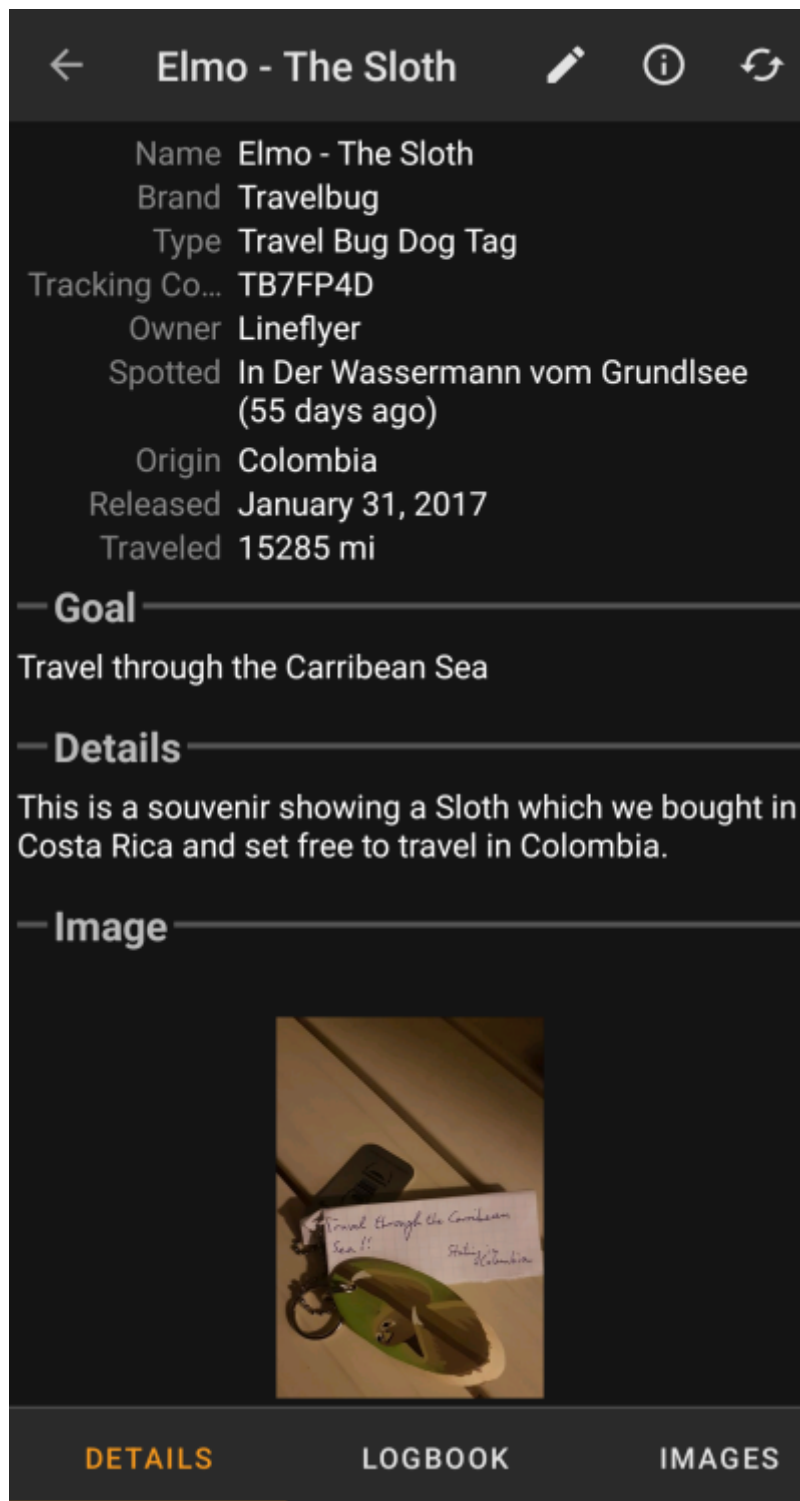 Elmo - The Sloth
Name Elmo - The Sloth
Brand Travelbug
Type Travel Bug Dog Tag
Tracking Co... TB7FP4D
Owner Lineflyer
Spotted In Der Wassermann vom Grundlsee
(55 days ago)
Origin Colombia
Released January 31, 2017
Traveled 15285 mi
Goal
Travel through the Carribean Sea
Details
This is a souvenir showing a Sloth which we bought in
Costa Rica and set free to travel in Colombia.
Image
Travel through the Carribean
Sea!!
Colombia
DETAILS LOGBOOK IMAGES